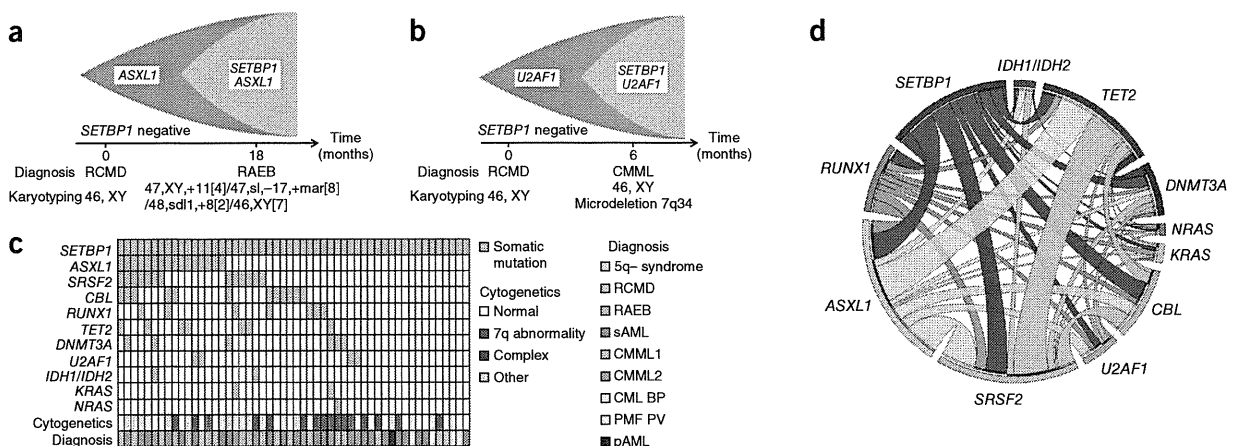 a
ASXL1
SETBP1
ASXL1
SETBP1 negative
Time
(months)
0
18
Diagnosis RCMD
RAEB
Karyotyping 46, XY
47,XY,+11[4]/47,sl,–17,+mar[8]
/48,sdl1,+8[2]/46,XY[7]
b
U2AF1
SETBP1
U2AF1
SETBP1 negative
Time
(months)
0
6
Diagnosis RCMD
CMML
Karyotyping 46, XY
46, XY
Microdeletion 7q34
c
SETBP1
ASXL1
SRSF2
CBL
RUNX1
TET2
DNMT3A
U2AF1
IDH1/IDH2
KRAS
NRAS
Cytogenetics
Diagnosis
Somatic
mutation
Cytogenetics
Normal
7q abnormality
Complex
Other
Diagnosis
5q– syndrome
RCMD
RAEB
sAML
CMML1
CMML2
CML BP
PMF PV
pAML
d
IDH1/IDH2
SETBP1
TET2
RUNX1
DNMT3A
NRAS
KRAS
ASXL1
CBL
U2AF1
SRSF2